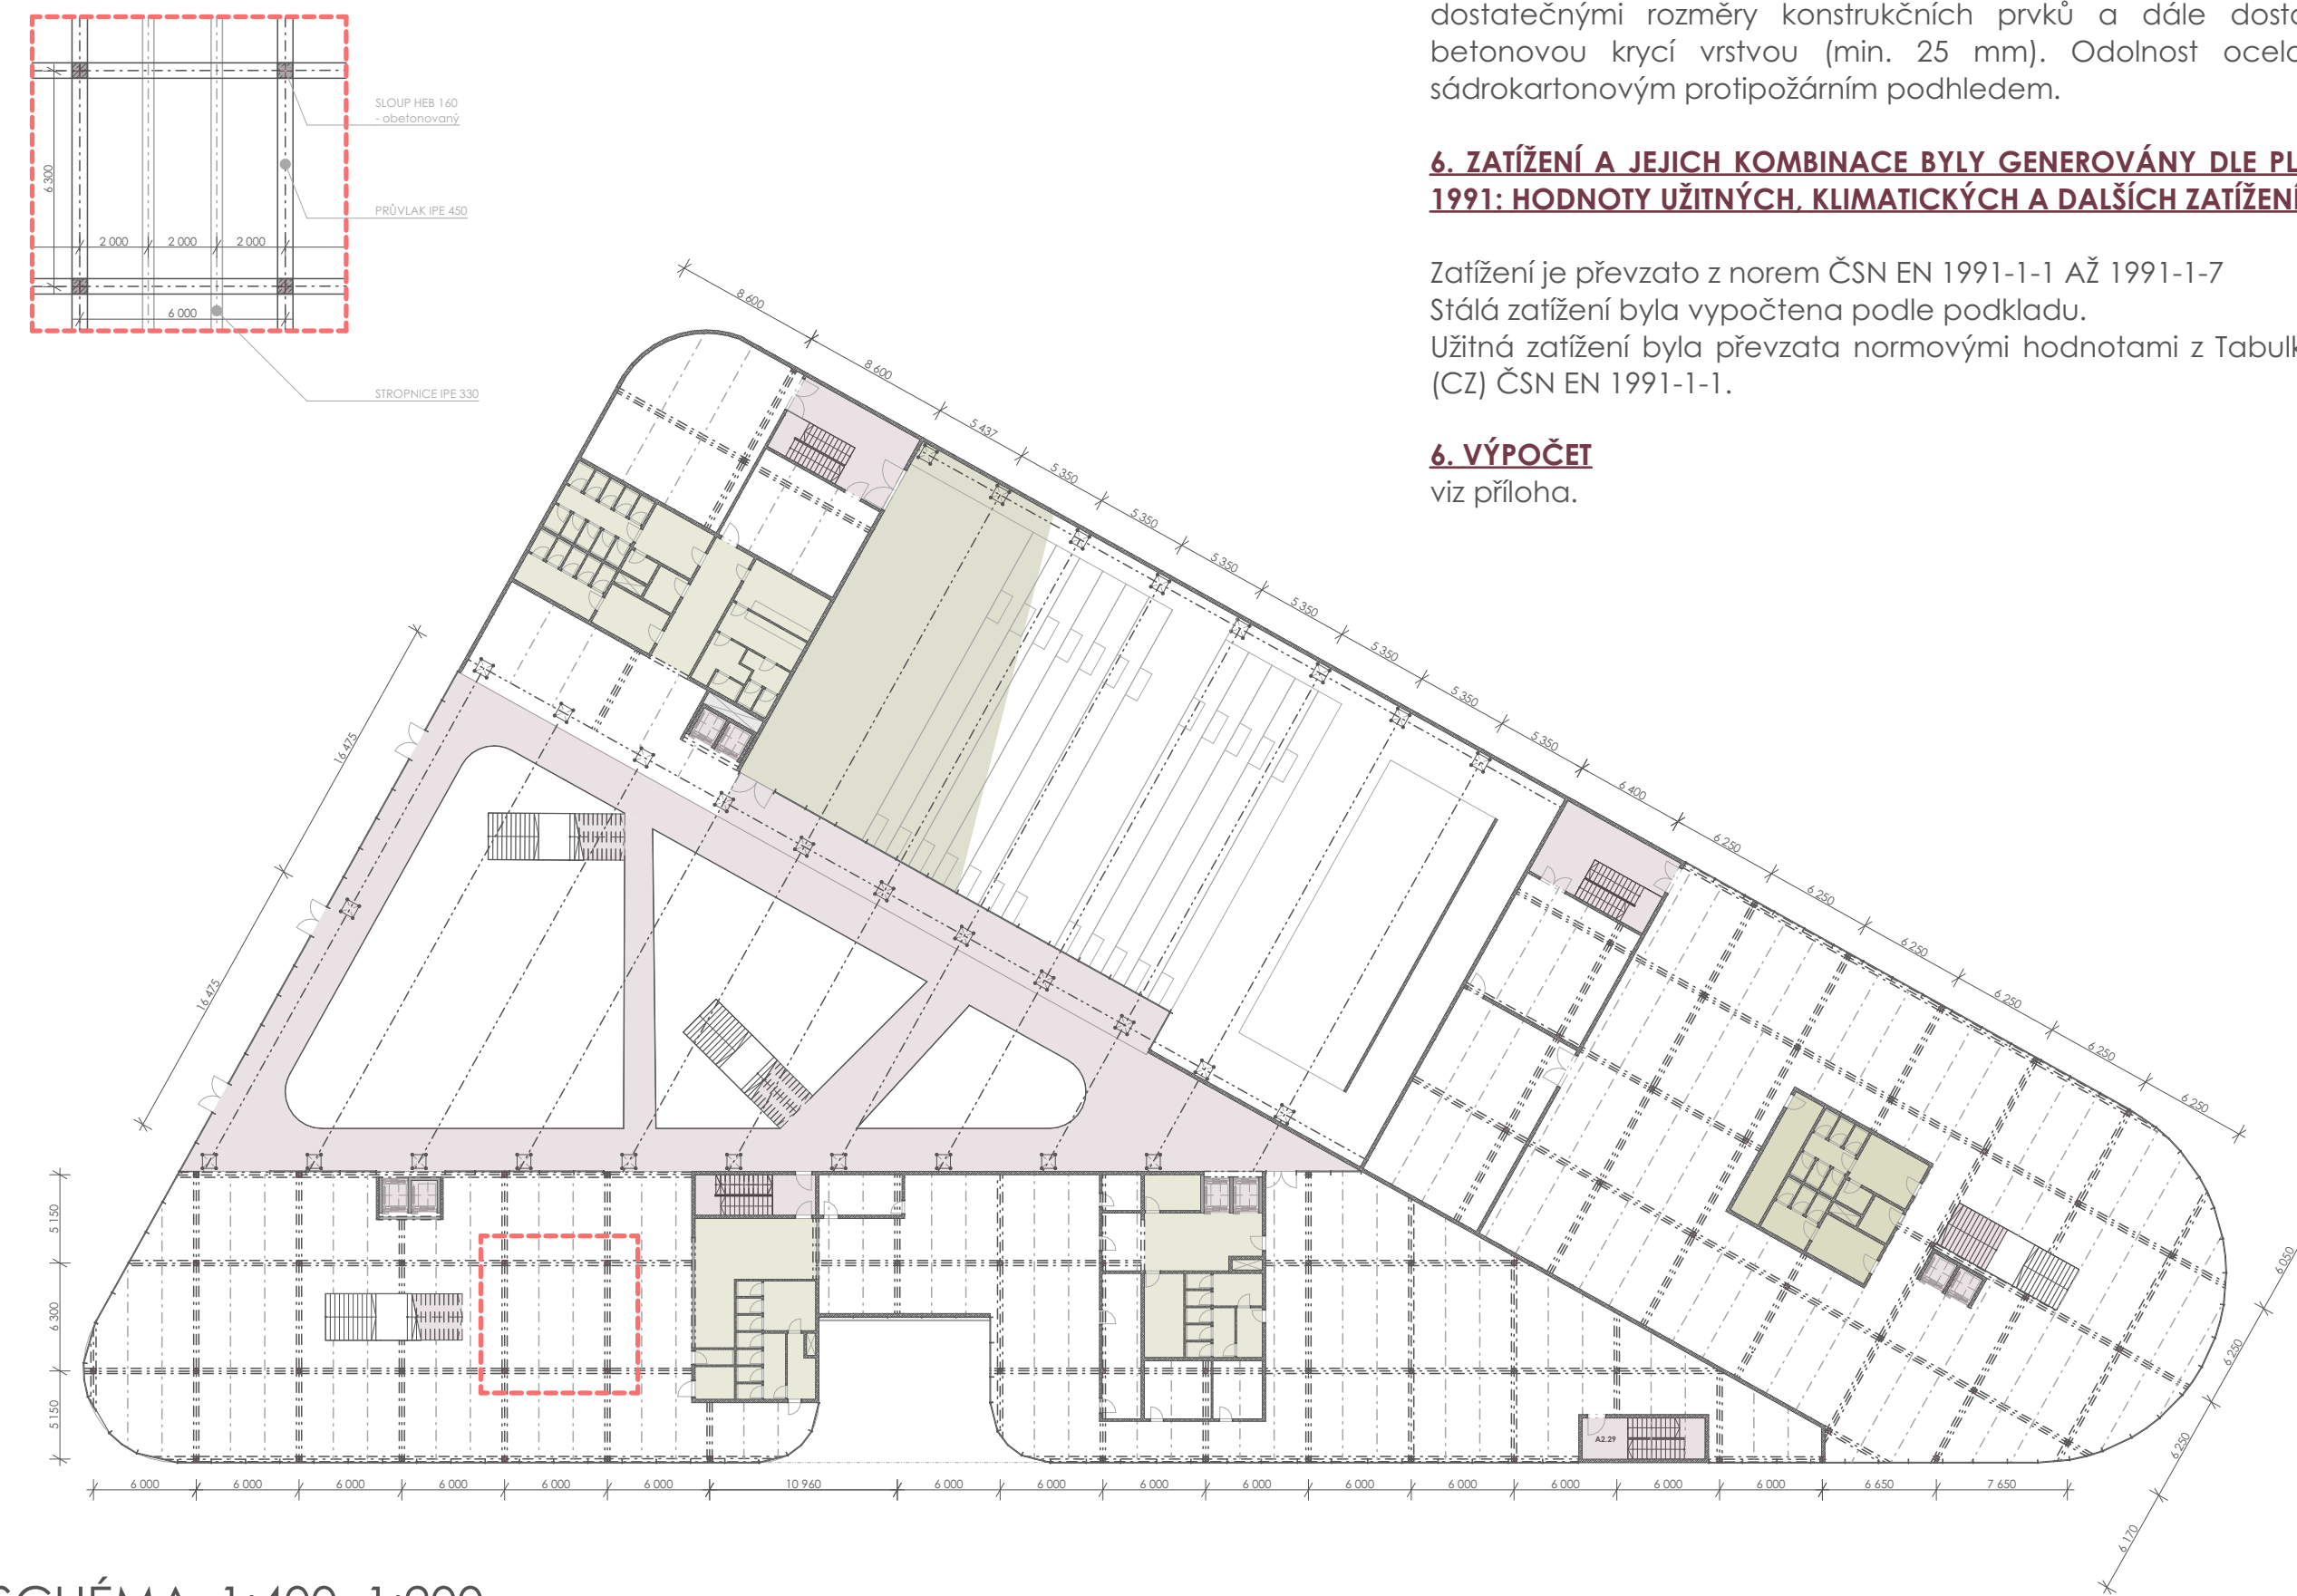 SLOUP HEB 160
- obetonovaný
6 300
PRŮVLAK IPE 450
2 000
2 000
2 000
6 000
STROPNICE IPE 330
dostatečnými rozměry konstrukčních prvků a dále
betonovou krycí vrstvou (min. 25 mm). Odolnost
sádrokartonovým protipožárním podhledem.
6. ZATÍŽENÍ A JEJICH KOMBINACE BYLY GENEROVÁNY DLE
1991: HODNOTY UŽITNÝCH, KLIMATICKÝCH A DALŠÍCH ZATÍŽENÍ
Zatížení je převzato z norem ČSN EN 1991-1-1 AŽ 1991-1-7
Stálá zatížení byla vypočtena podle podkladu.
Užitná zatížení byla převzata normovými hodnotami z
(CZ) ČSN EN 1991-1-1.
6. VÝPOČET
viz příloha.
8 600
8 600
5 437
5 350
5 350
5 350
5 350
5 350
5 350
5 350
6 400
6 250
6 250
6 250
6 250
6 250
6 250
16 475
16 475
5 150
6 300
5 150
6 050
6 250
6 250
6 170
A2.29
6 000
6 000
6 000
6 000
6 000
6 000
10 960
6 000
6 000
6 000
6 000
6 000
6 000
6 000
6 000
6 000
6 650
7 650
SCHÉMA 1:400, 1:200